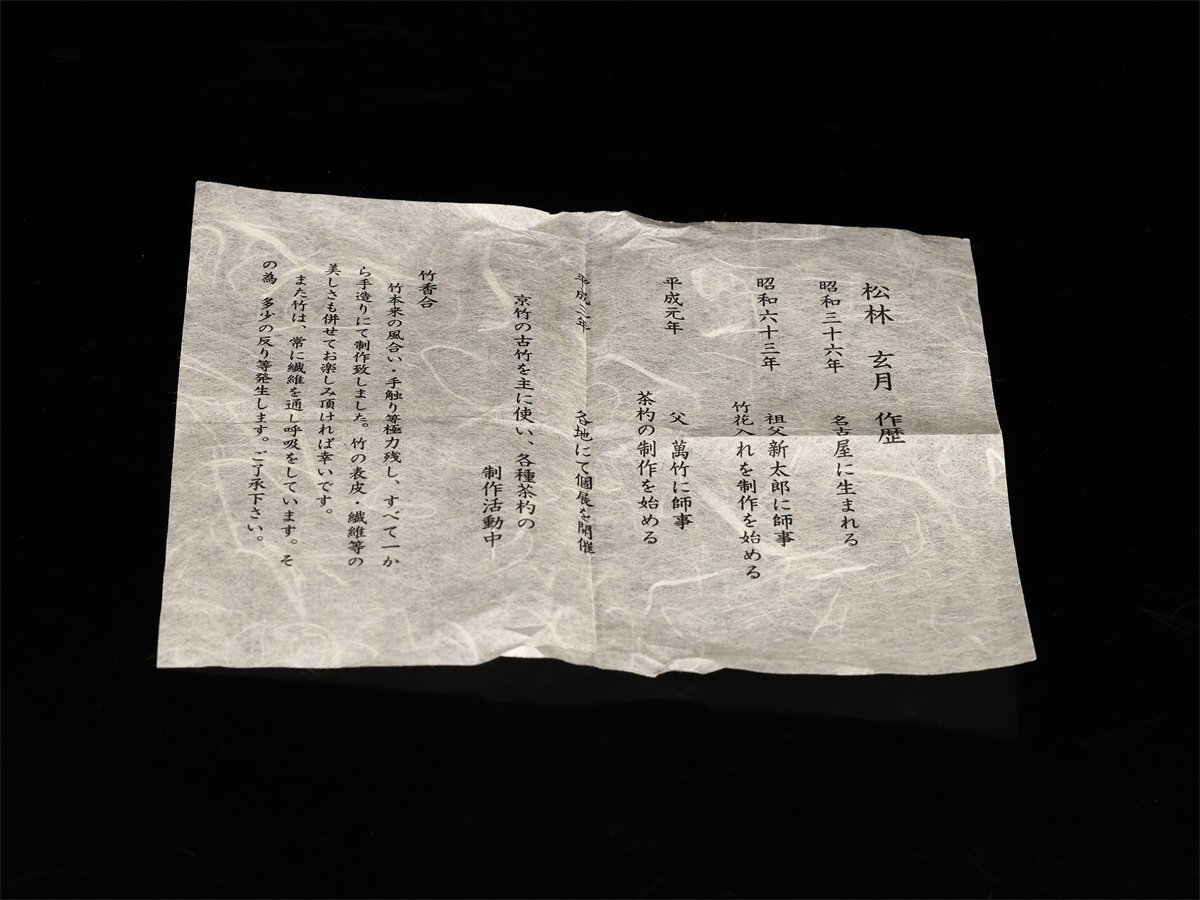 松林 玄月 作歴
昭和三十六年 名古屋に生まれる
昭和六十三年 祖父新太郎に師事
竹花入れを制作を始める
平成元年 父 萬竹に師事
茶杓の制作を始める
平成三年 各地にて個展を開催
京竹の古竹を主に使い、各種茶杓の
制作活動中
竹香合
竹本来の風合い・手触り等極力残し、すべて一か
ら手造りにて制作致しました。竹の表皮・繊維等の
美しさも併せてお楽しみ頂ければ幸いです。
また竹は、常に繊維を通し呼吸をしています。そ
の為 多少の反り等発生します。ご了承下さい。